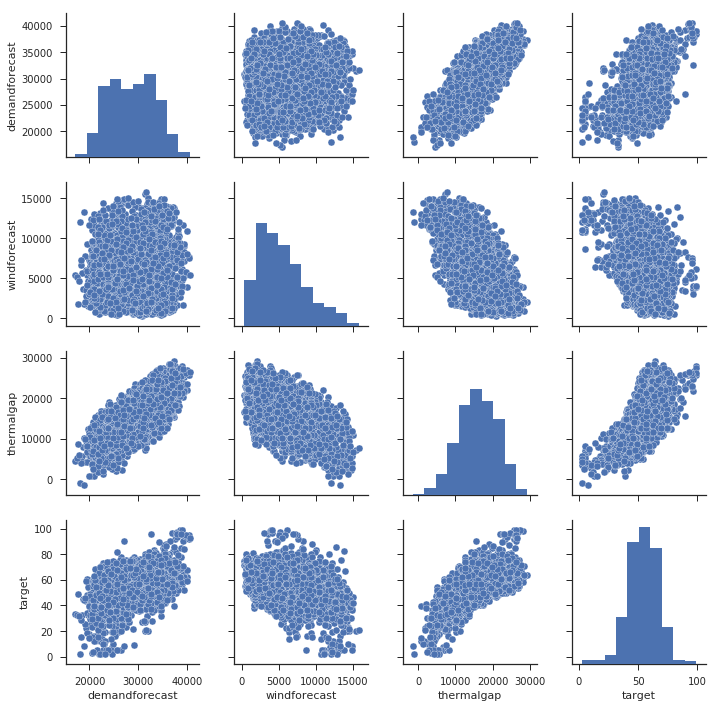 demandforecast
40000
35000
30000
25000
20000
windforecast
15000
10000
5000
0
thermalgap
30000
20000
10000
0
target
100
80
60
40
20
0
20000 30000 40000
0 5000 10000 15000
0 10000 20000 30000
0 50 100
demandforecast
windforecast
thermalgap
target